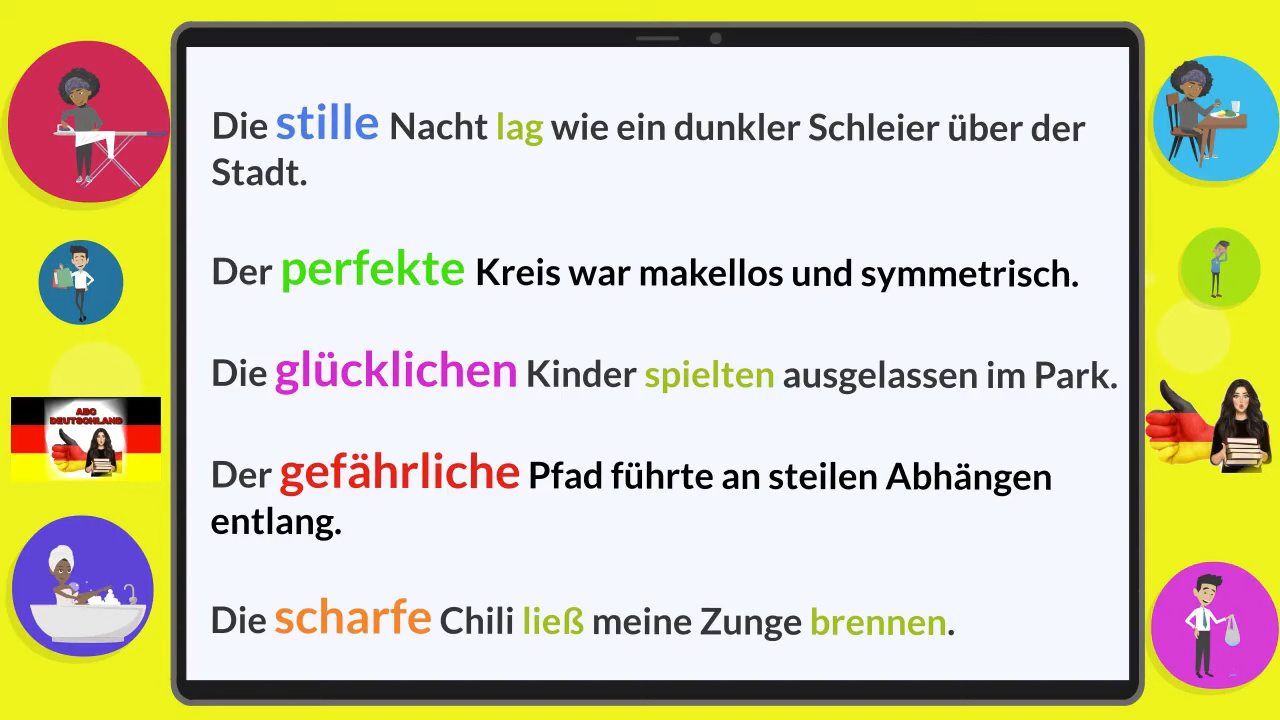 Die stille Nacht lag wie ein dunkler Schleier über der
Stadt.
Der perfekte Kreis war makellos und symmetrisch.
Die glücklichen Kinder spielten ausgelassen im Park.
Der gefährliche Pfad führte an steilen Abhängen
entlang.
Die scharfe Chili ließ meine Zunge brennen.
ABC
DEUTSCHLAND